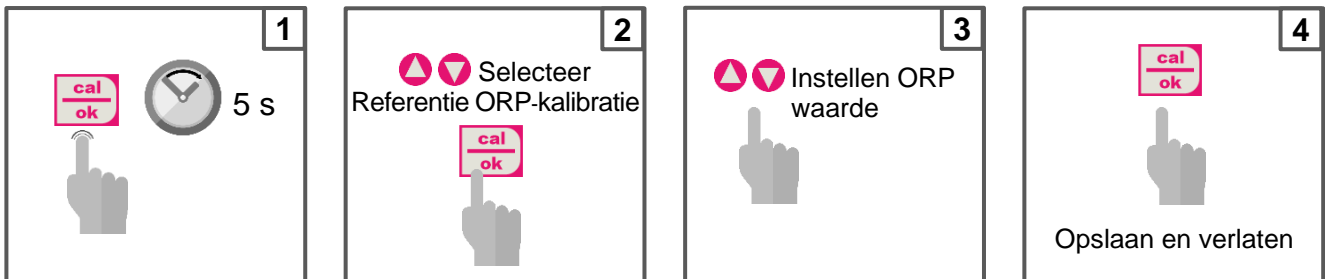 1
cal
ok
5 s
2
Selecteer
Referentie ORP-kalibratie
cal
ok
3
Instellen ORP
waarde
4
cal
ok
Opslaan en verlaten